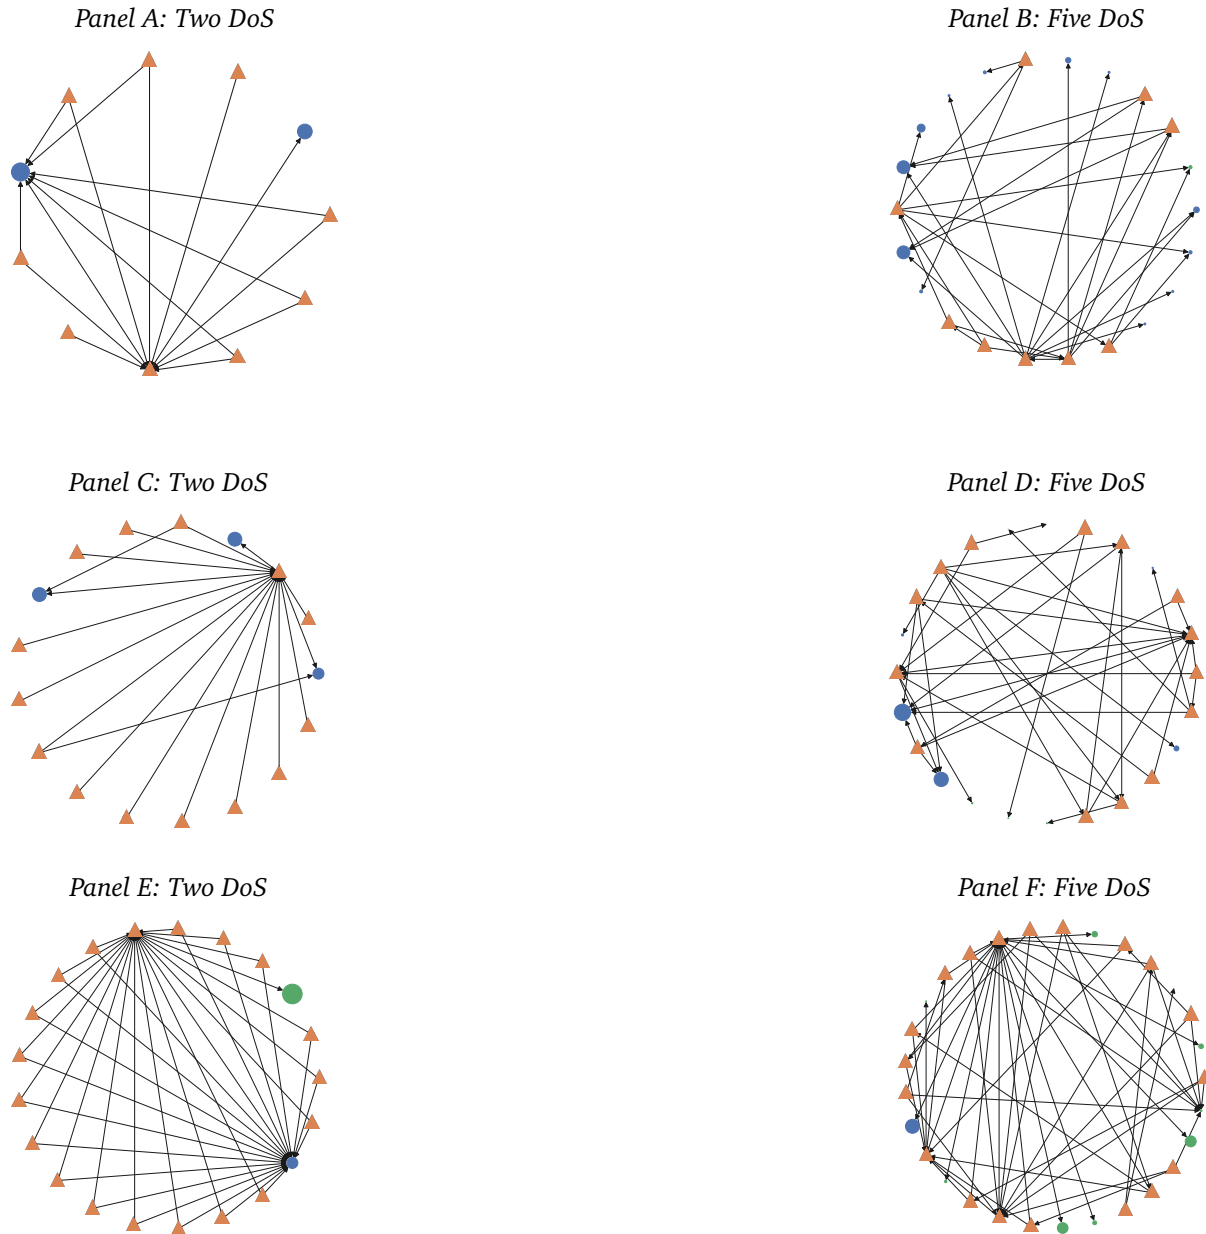 Panel A: Two DoS
Panel B: Five DoS
Panel C: Two DoS
Panel D: Five DoS
Panel E: Two DoS
Panel F: Five DoS